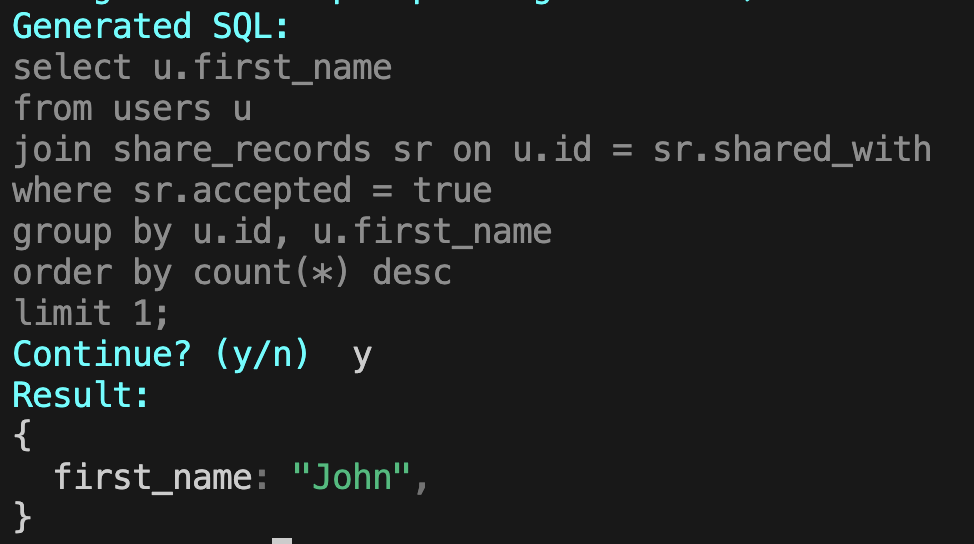 Generated SQL:
select u.first_name
from users u
join share_records sr on u.id = sr.shared_with
where sr.accepted = true
group by u.id, u.first_name
order by count(*) desc
limit 1;
Continue? (y/n)  y
Result:
{
  first_name: "John",
}